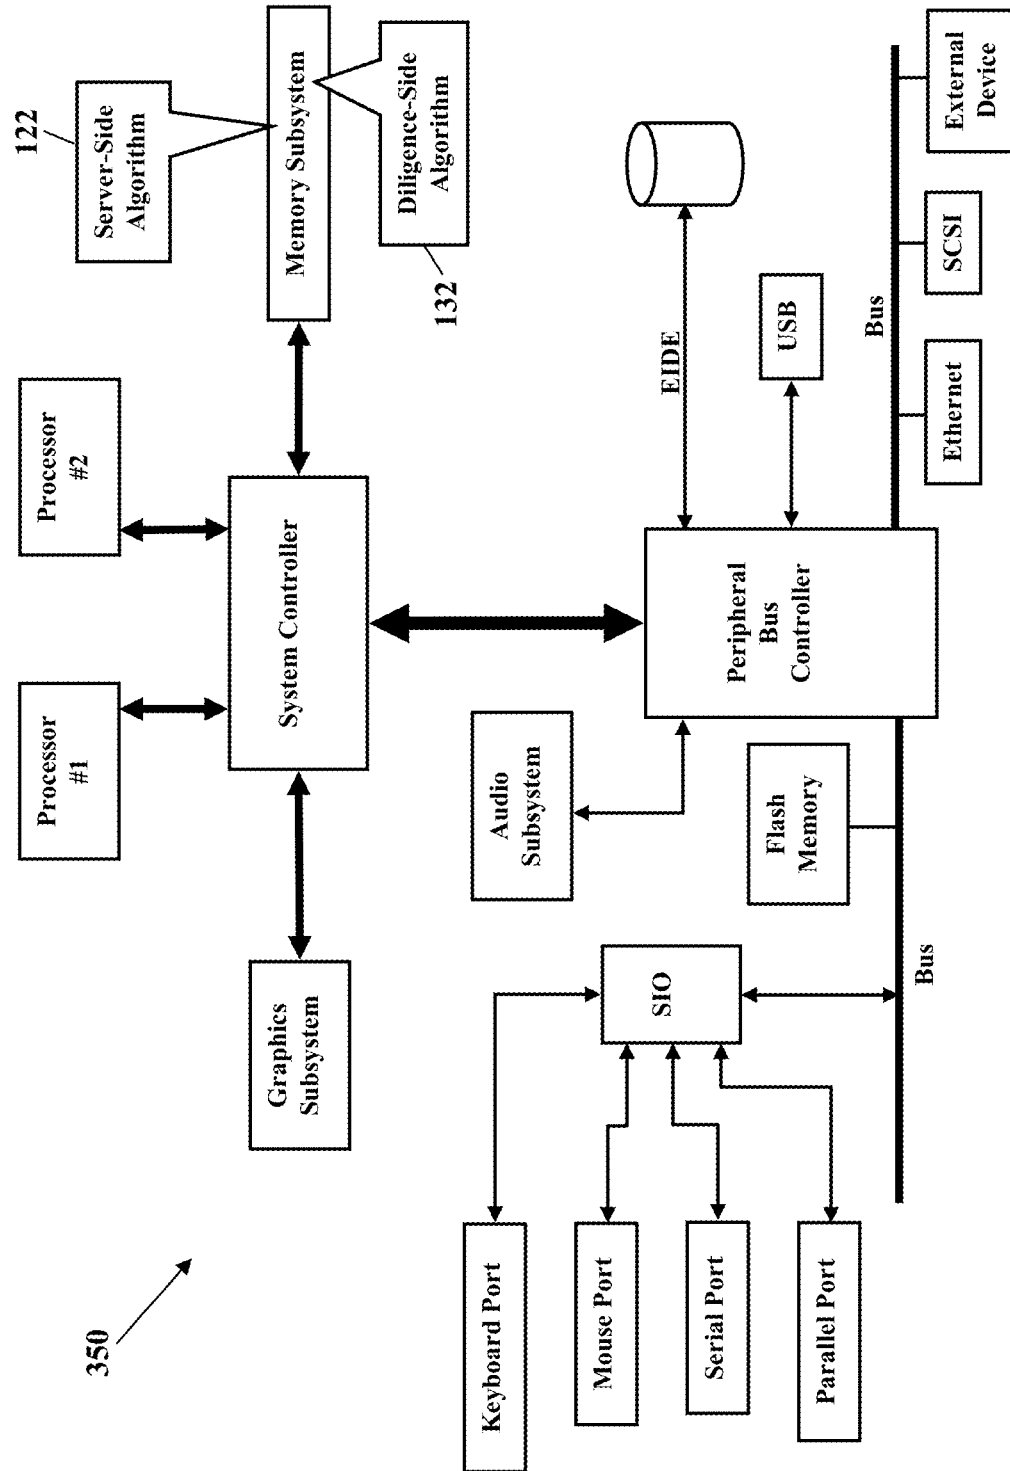 350
Processor
#1
Processor
#2
122
Server-Side
Algorithm
Graphics
Subsystem
System Controller
Memory Subsystem
Diligence-Side
Algorithm
132
Keyboard Port
Mouse Port
Serial Port
Parallel Port
SIO
Audio
Subsystem
Flash
Memory
Peripheral
Bus
Controller
EIDE
USB
Bus
Bus
Ethernet
SCSI
External
Device